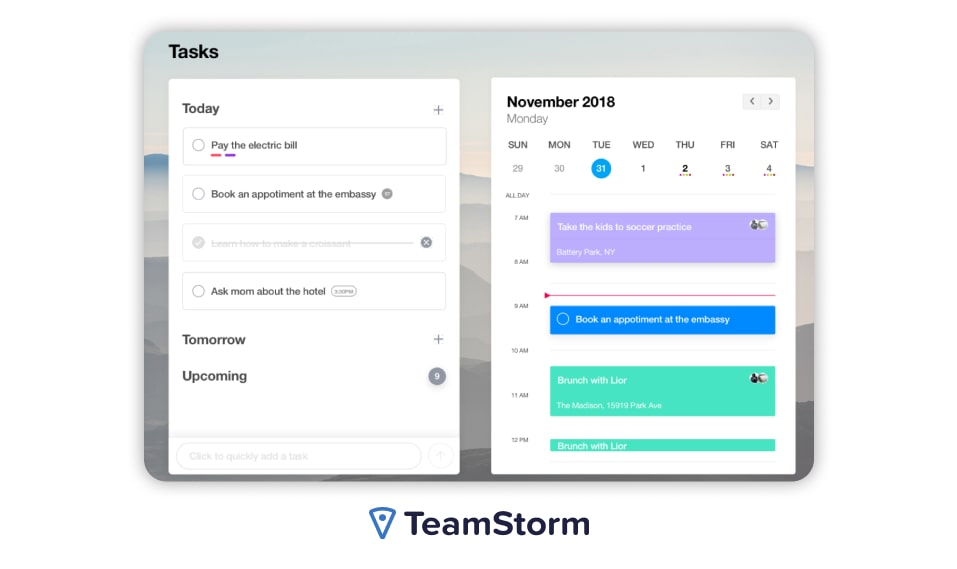 Tasks
Today
Pay the electric bill
Book an appotiment at the embassy
Learn how to make a croissant
Ask mom about the hotel 3:30PM
Tomorrow
Upcoming 9
Click to quickly add a task
November 2018
Monday
SUN MON TUE WED THU FRI SAT
29 30 31 1 2 3 4
ALL DAY
7 AM
Take the kids to soccer practice
Battery Park, NY
8 AM
9 AM
Book an appotiment at the embassy
10 AM
Brunch with Lior
11 AM
The Madison, 15919 Park Ave
12 PM
Brunch with Lior
TeamStorm